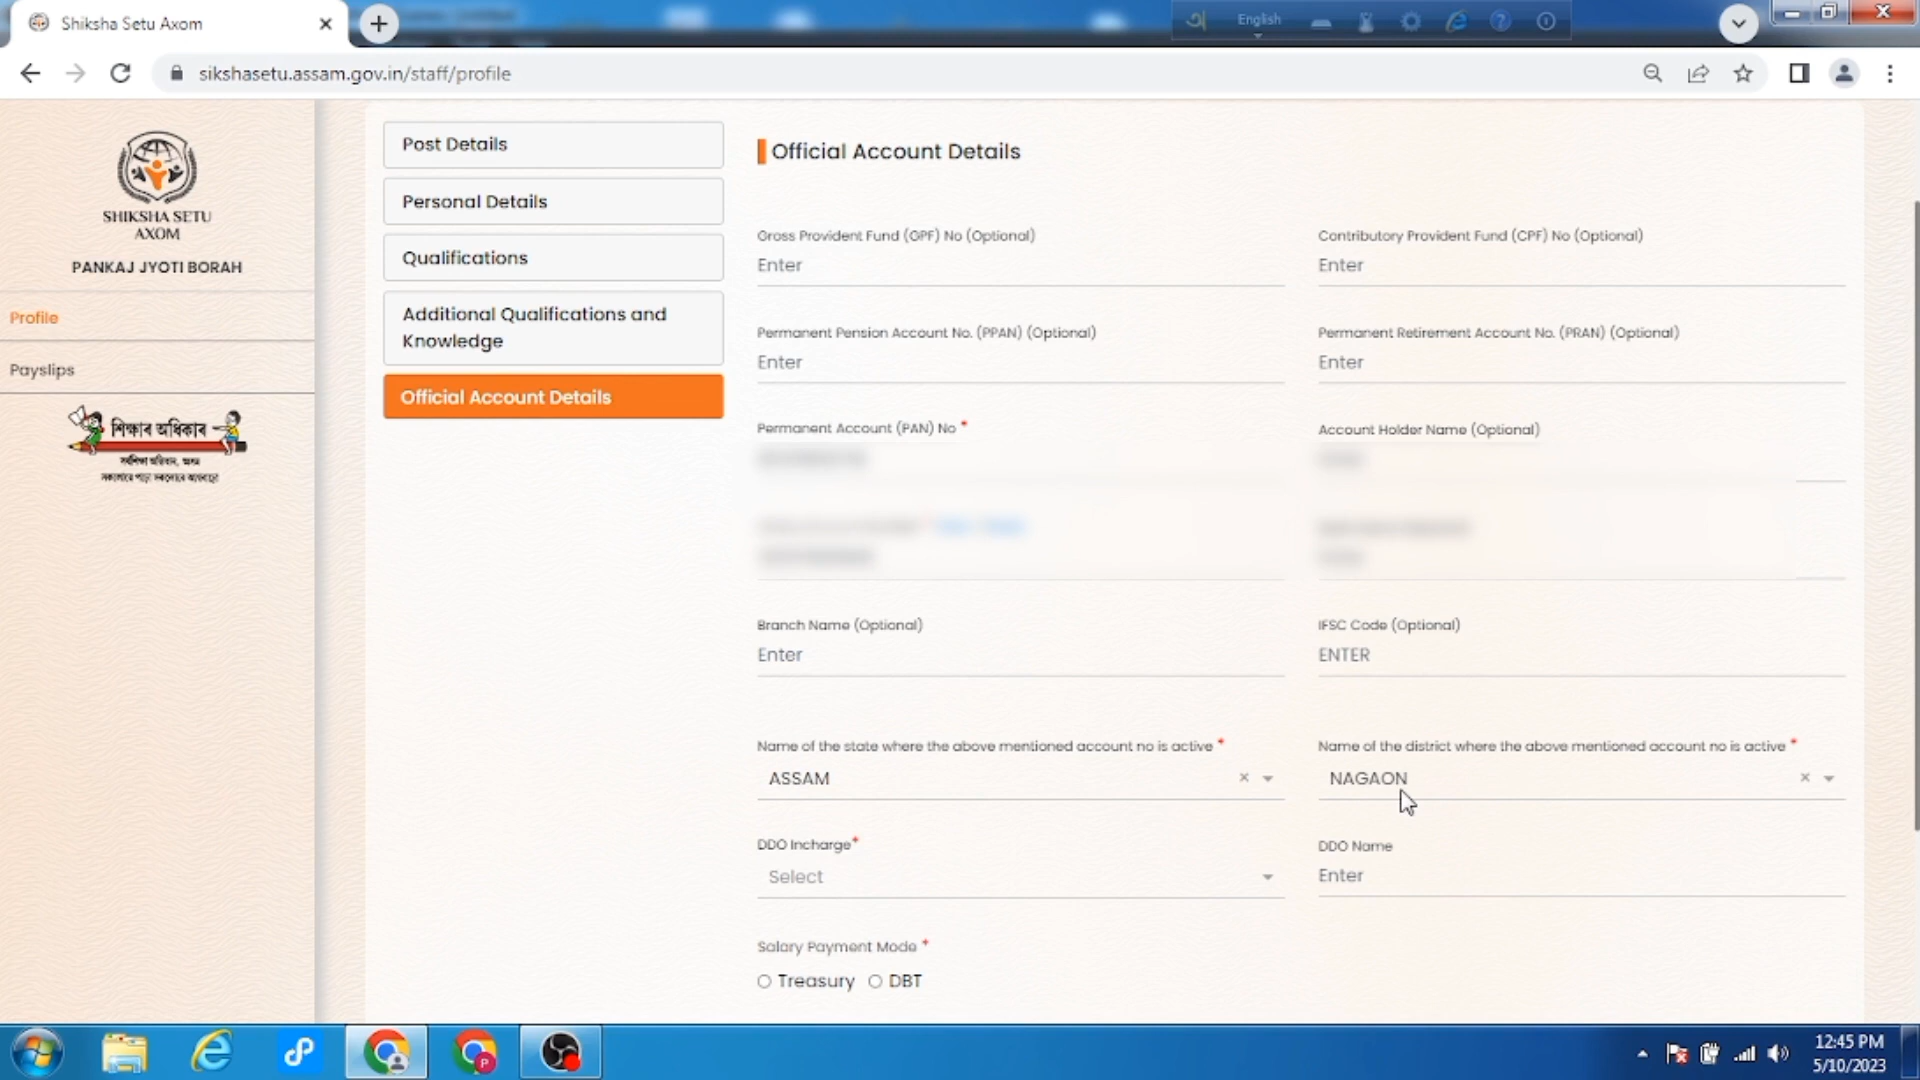 Shiksha Setu Axom
English
sikshasetu.assam.gov.in/staff/profile
SHIKSHA SETU
AXOM
PANKAJ JYOTI BORAH
Profile
Payslips
শিক্ষাৰ অধিকাৰ
Post Details
Personal Details
Qualifications
Additional Qualifications and
Knowledge
Official Account Details
Official Account Details
Gross Provident Fund (GPF) No (Optional)
Enter
Contributory Provident Fund (CPF) No (Optional)
Enter
Permanent Pension Account No. (PPAN) (Optional)
Enter
Permanent Retirement Account No. (PRAN) (Optional)
Enter
Permanent Account (PAN) No *
Account Holder Name (Optional)
Branch Name (Optional)
Enter
IFSC Code (Optional)
ENTER
Name of the state where the above mentioned account no is active *
ASSAM
Name of the district where the above mentioned account no is active *
NAGAON
DDO Incharge*
Select
DDO Name
Enter
Salary Payment Mode *
Treasury DBT
12:45 PM
5/10/2023